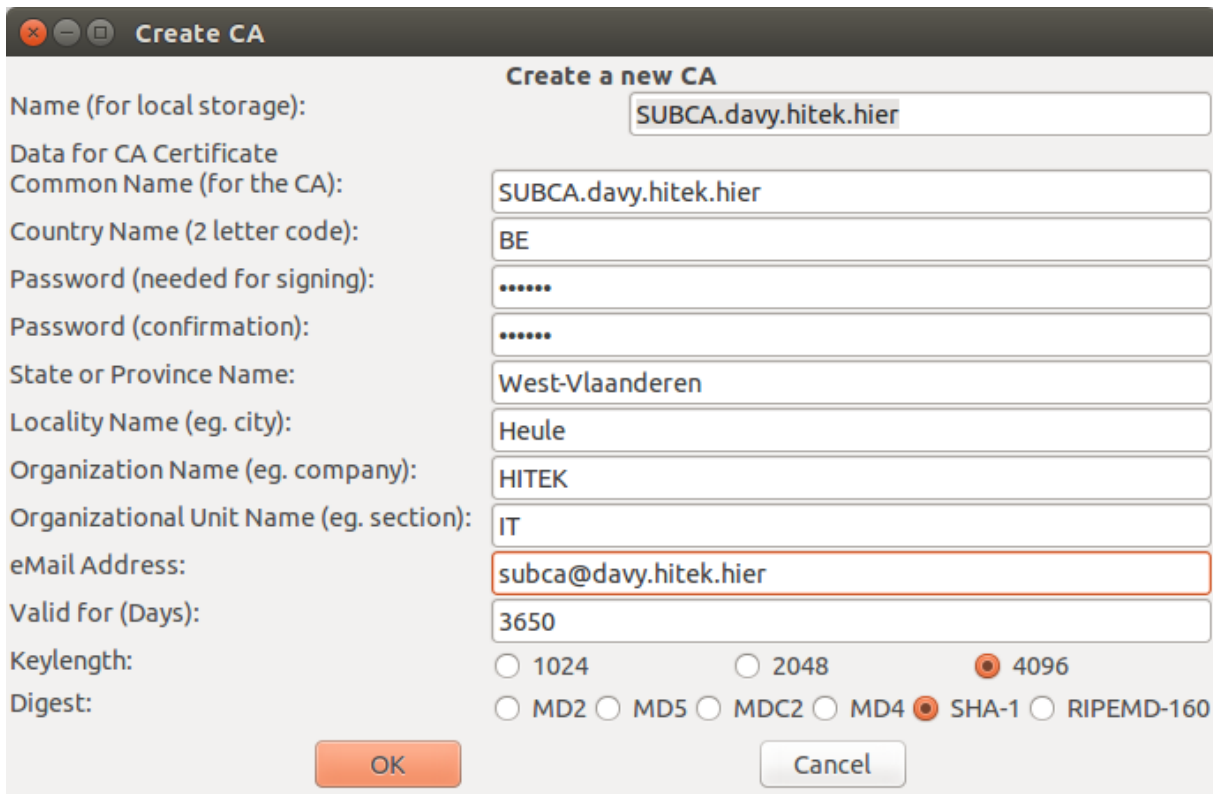 Create CA
Create a new CA
Name (for local storage): SUBCA.davy.hitek.hier
Data for CA Certificate
Common Name (for the CA): SUBCA.davy.hitek.hier
Country Name (2 letter code): BE
Password (needed for signing): ••••••
Password (confirmation): ••••••
State or Province Name: West-Vlaanderen
Locality Name (eg. city): Heule
Organization Name (eg. company): HITEK
Organizational Unit Name (eg. section): IT
eMail Address: subca@davy.hitek.hier
Valid for (Days): 3650
Keylength: 1024 2048 4096
Digest: MD2 MD5 MDC2 MD4 SHA-1 RIPEMD-160
OK Cancel